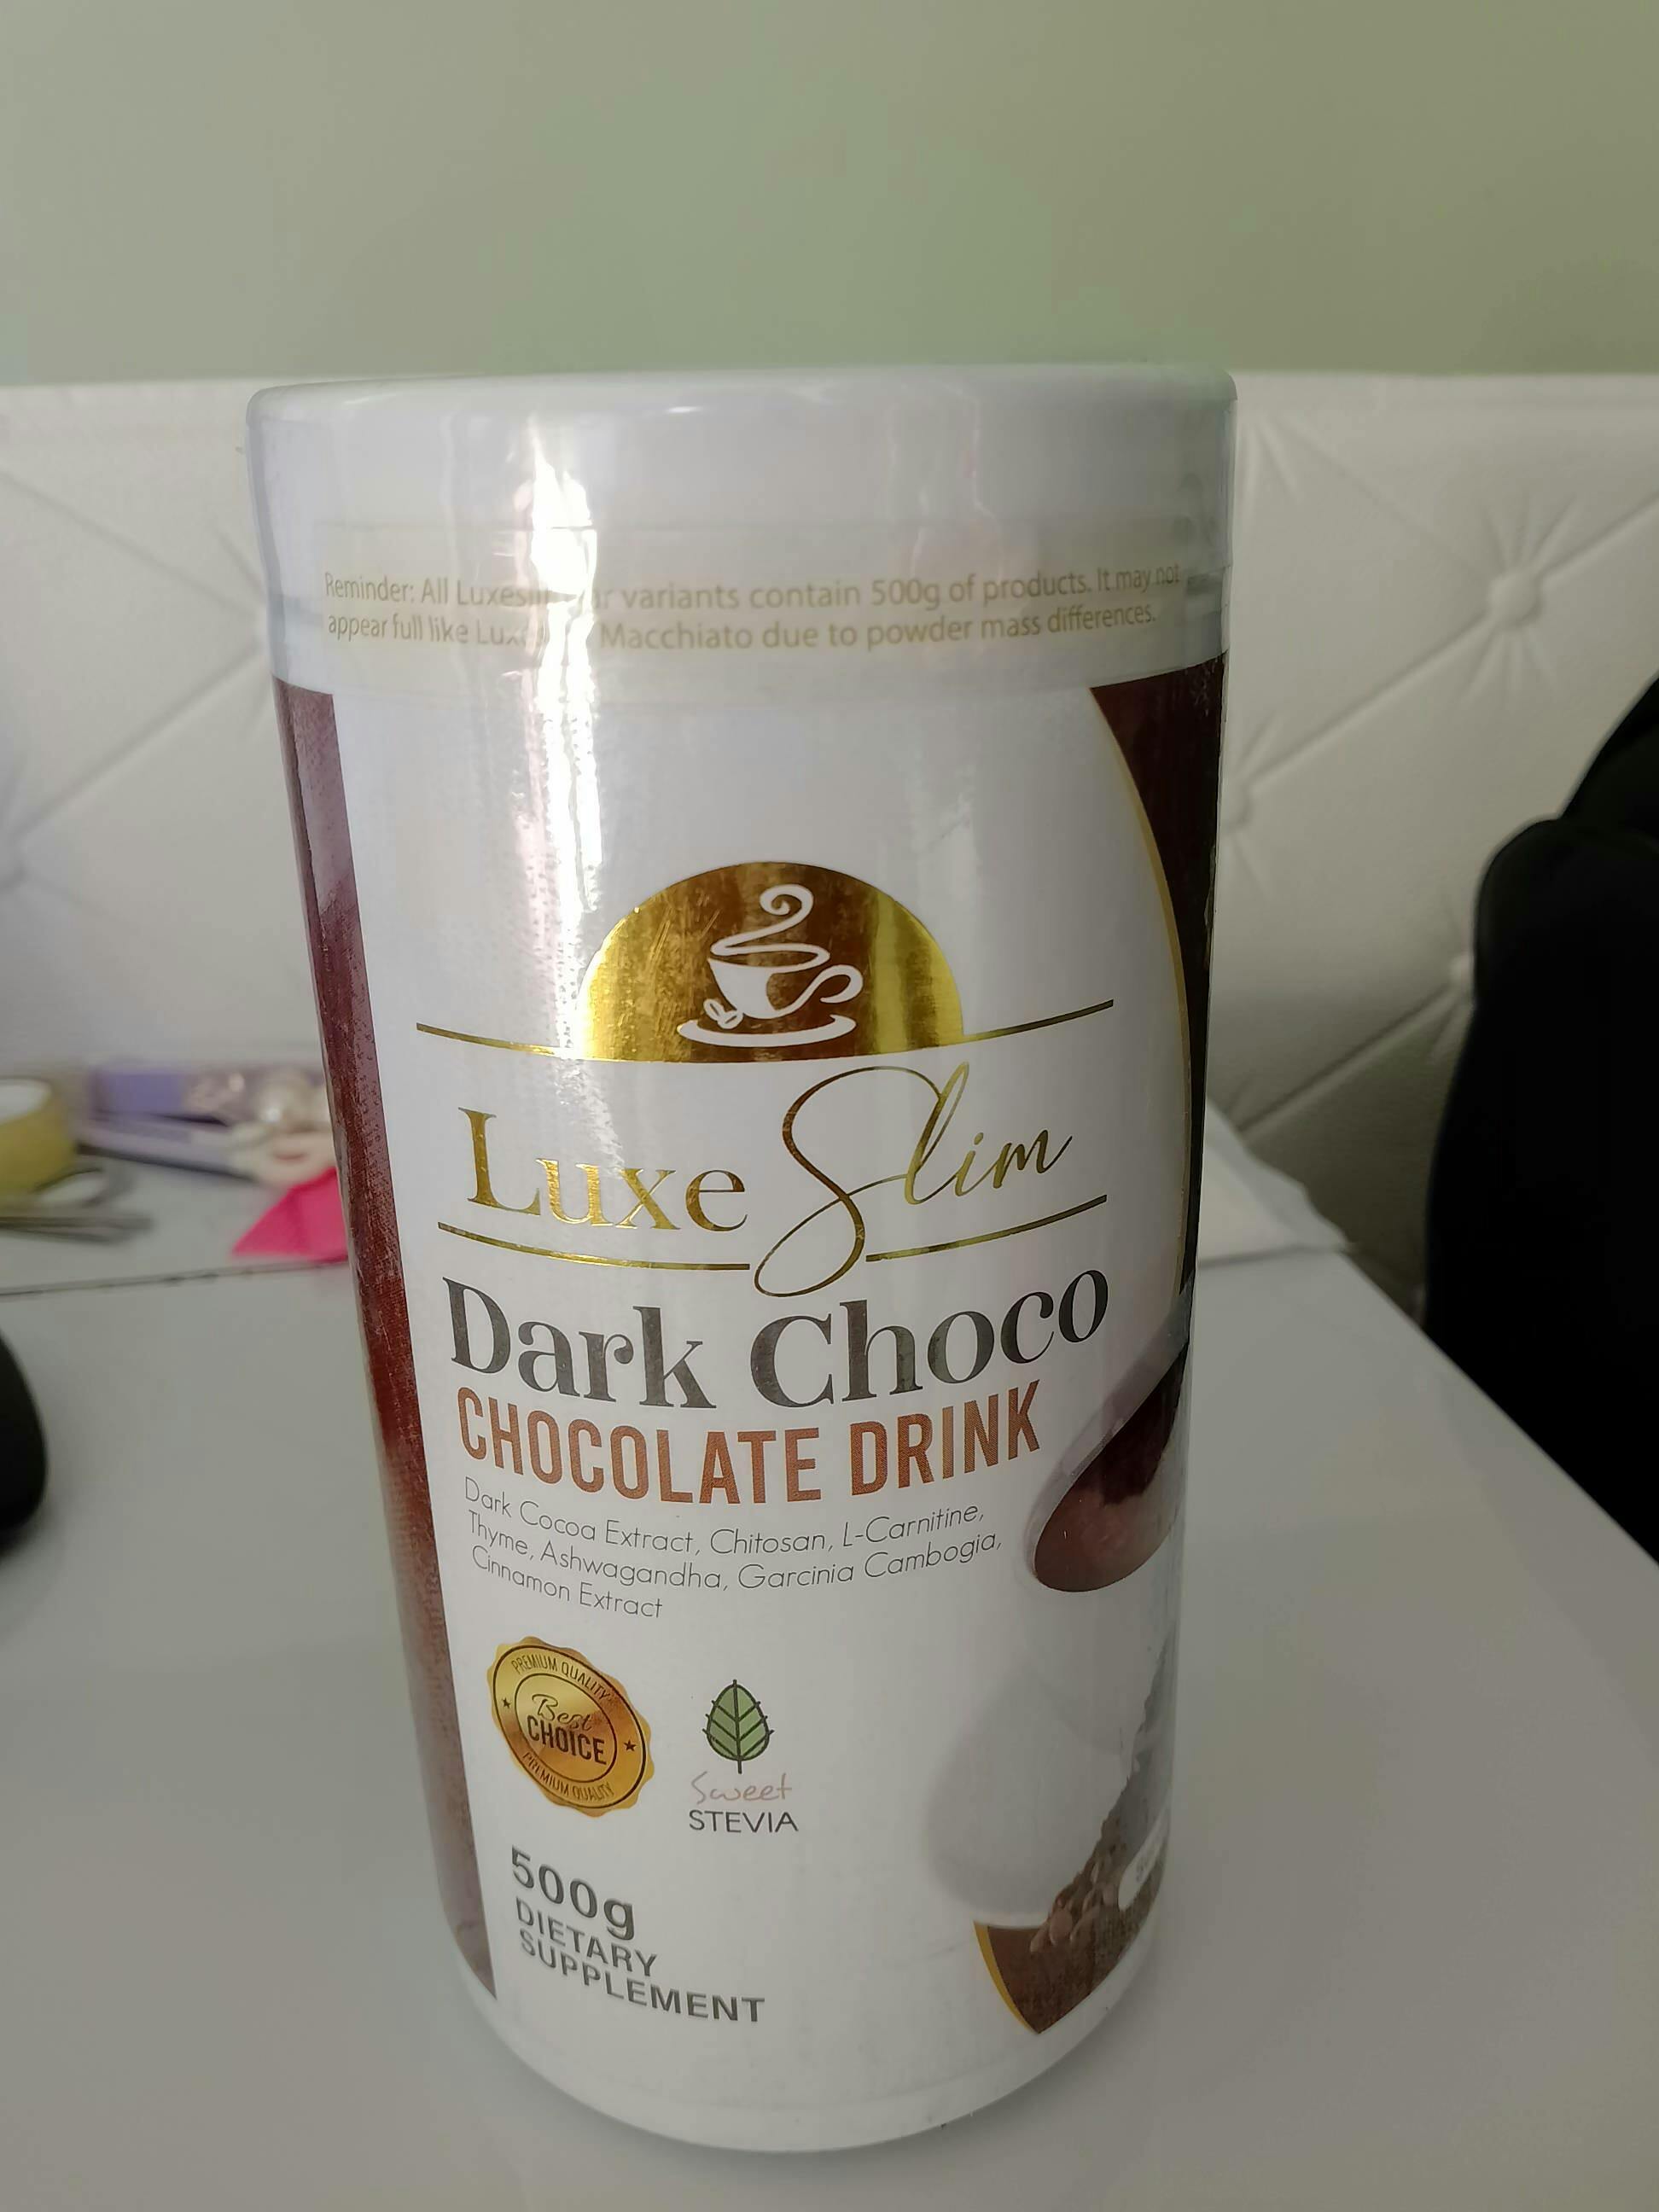 Reminder: All variants contain 500g of products. It may not
appear full like Macchiato due to powder mass differences.
Luxe Slim
Dark Choco
CHOCOLATE DRINK
Dark Cocoa Extract, Chitosan, L-Carnitine,
Thyme, Ashwagandha, Garcinia Cambogia,
Cinnamon Extract
PREMIUM QUALITY
Best
CHOICE
PREMIUM QUALITY
Sweet
STEVIA
500g
DIETARY
SUPPLEMENT